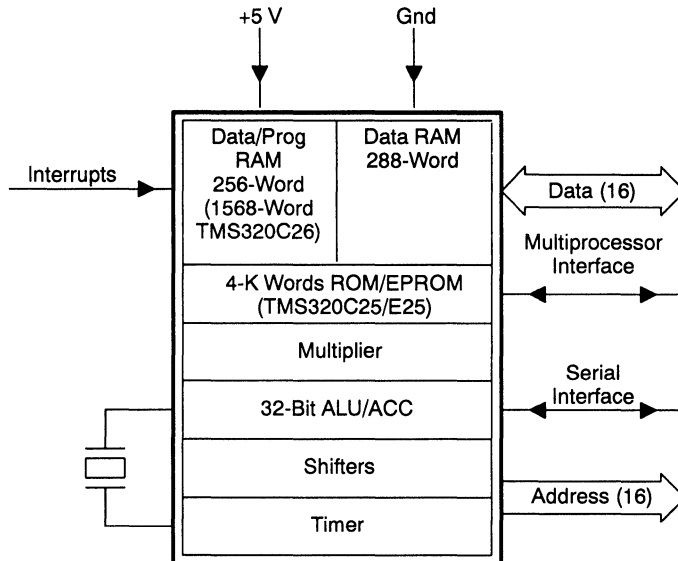 +5 V
Gnd
Interrupts
Data/Prog
RAM
256-Word
(1568-Word
TMS320C26)
Data RAM
288-Word
Data (16)
Multiprocessor
Interface
4-K Words ROM/EPROM
(TMS320C25/E25)
Multiplier
32-Bit ALU/ACC
Serial
Interface
Shifters
Address (16)
Timer